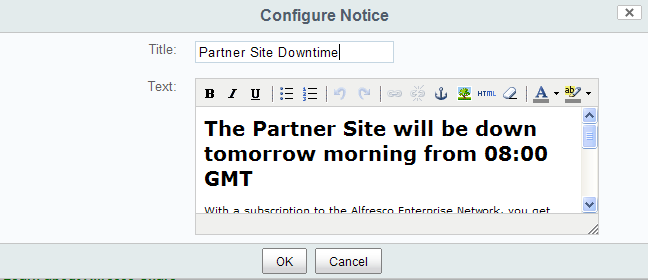 Configure Notice
Title: Partner Site Downtime
Text:
B I U HTML A ab
The Partner Site will be down
tomorrow morning from 08:00
GMT
With a subscription to the Alfresco Enterprise Network, you get
OK Cancel